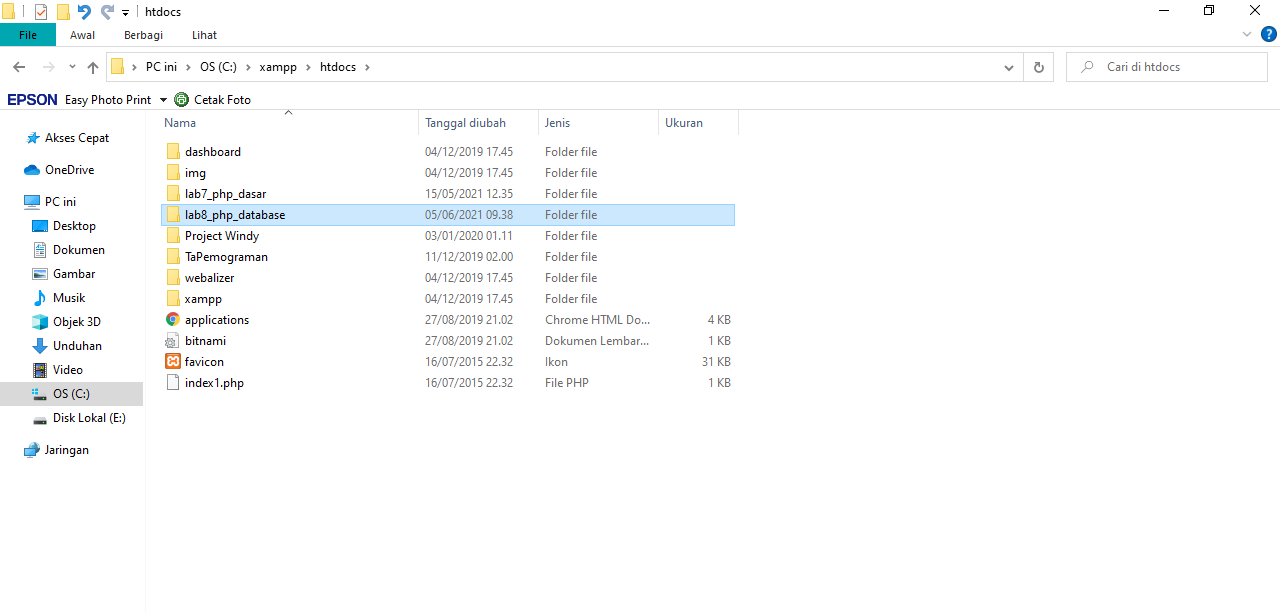 htdocs
File Awal Berbagi Lihat
PC ini OS (C:) xampp htdocs Cari di htdocs
EPSON Easy Photo Print Cetak Foto
Nama Tanggal diubah Jenis Ukuran
Akses Cepat
OneDrive
PC ini
Desktop
Dokumen
Gambar
Musik
Objek 3D
Unduhan
Video
OS (C:)
Disk Lokal (E:)
Jaringan
dashboard 04/12/2019 17.45 Folder file
img 04/12/2019 17.45 Folder file
lab7_php_dasar 15/05/2021 12.35 Folder file
lab8_php_database 05/06/2021 09.38 Folder file
Project Windy 03/01/2020 01.11 Folder file
TaPemograman 11/12/2019 02.00 Folder file
webalizer 04/12/2019 17.45 Folder file
xampp 04/12/2019 17.45 Folder file
applications 27/08/2019 21.02 Chrome HTML Do... 4 KB
bitnami 27/08/2019 21.02 Dokumen Lembar... 1 KB
favicon 16/07/2015 22.32 Ikon 31 KB
index1.php 16/07/2015 22.32 File PHP 1 KB